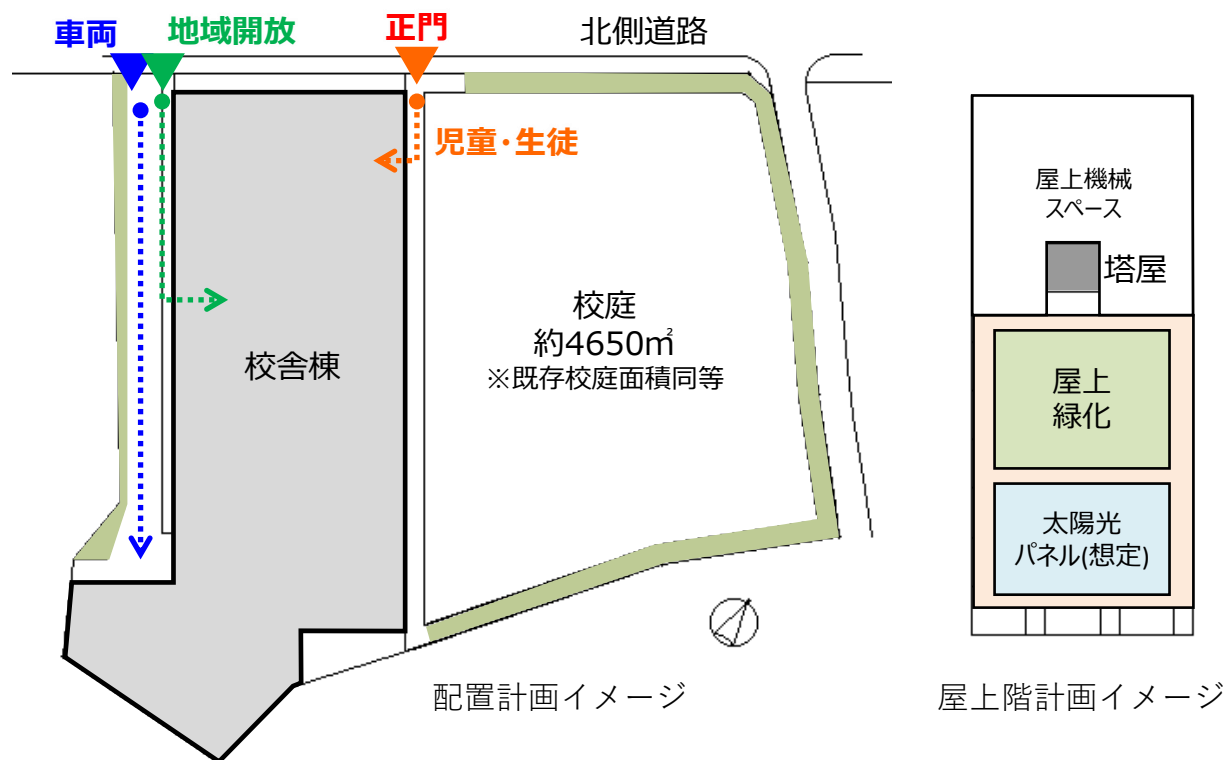 車両
地域開放
正門
北側道路
児童・生徒
校庭
約4650㎡
※既存校庭面積同等
校舎棟
配置計画イメージ
屋上機械
スペース
塔屋
屋上
緑化
太陽光
パネル(想定)
屋上階計画イメージ